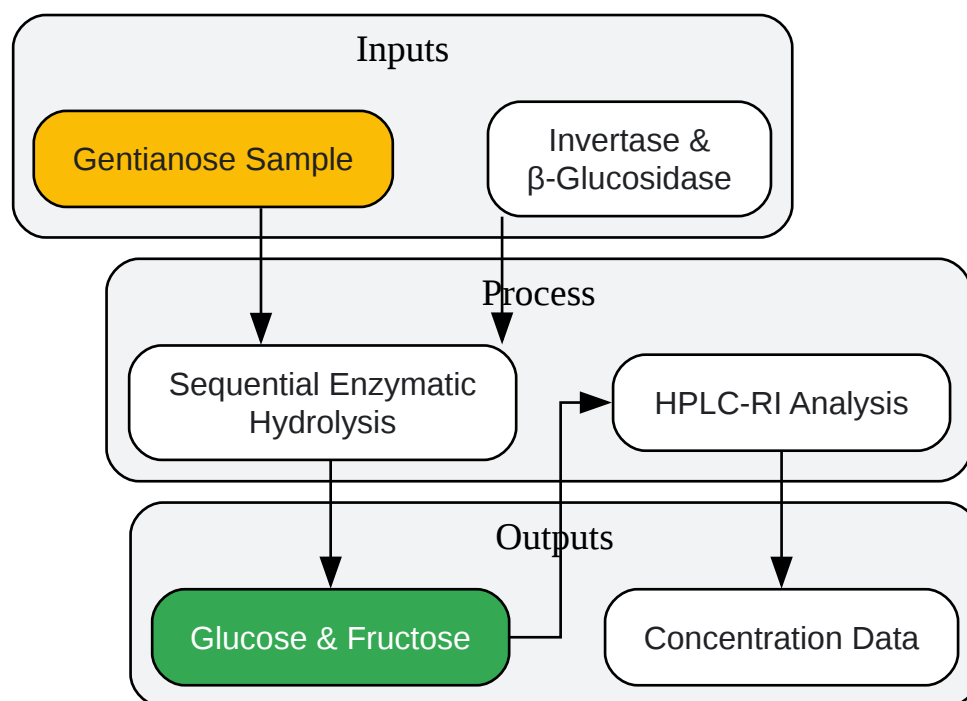 Inputs
Gentianose Sample
Invertase &
β-Glucosidase
Process
Sequential Enzymatic
Hydrolysis
HPLC-RI Analysis
Outputs
Glucose & Fructose
Concentration Data